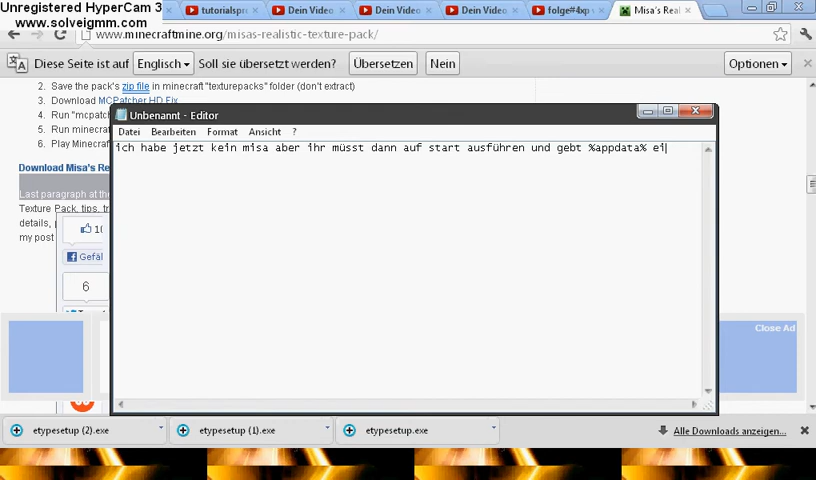 Unregistered HyperCam 3
www.solveigmm.com
tutorialspr
Dein Video
Dein Video
Dein Video
folge#4xp
Misa's Real
www.minecraftmine.org/misas-realistic-texture-pack/
Diese Seite ist auf Englisch Soll sie übersetzt werden? Übersetzen Nein Optionen
2. Save the pack's zip file in minecraft "texturepacks" folder (don't extract)
3. Download MCPatcher HD Fix
4. Run "mcpatc
5. Run minecra
6. Play Minecraf
Unbenannt - Editor
Datei Bearbeiten Format Ansicht ?
ich habe jetzt kein misa aber ihr müsst dann auf start ausführen und gebt %appdata% ei
Download Misa's Re
Last paragraph at the
Texture Pack, tips, tr
details,
my post
10
Gefäl
6
Close Ad
etypesetup (2).exe
etypesetup (1).exe
etypesetup.exe
Alle Downloads anzeigen...